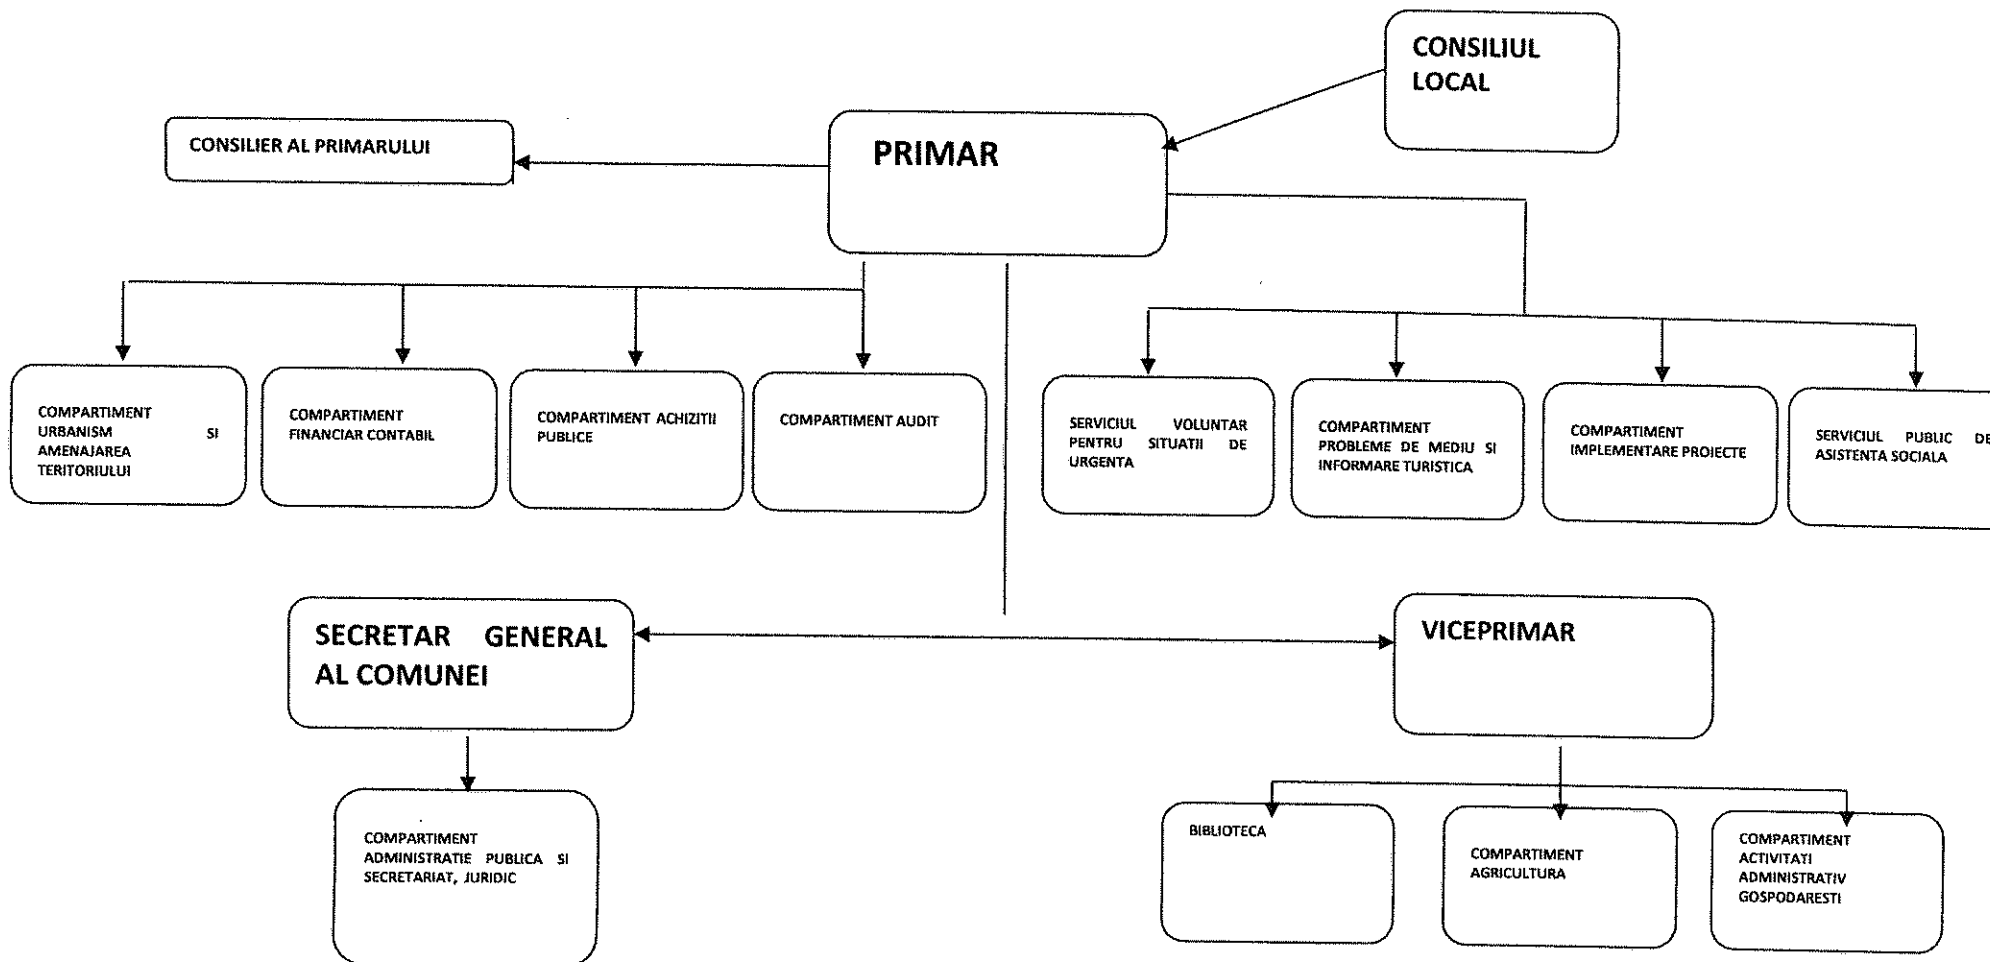 CONSILIUL
LOCAL
CONSILIER AL PRIMARULUI
PRIMAR
COMPARTIMENT
URBANISM SI
AMENAJAREA
TERITORIULUI
COMPARTIMENT
FINANCIAR CONTABIL
COMPARTIMENT ACHIZITII
PUBLICE
COMPARTIMENT AUDIT
SERVICIUL VOLUNTAR
PENTRU SITUATII DE
URGENTA
COMPARTIMENT
PROBLEME DE MEDIU SI
INFORMARE TURISTICA
COMPARTIMENT
IMPLEMENTARE PROIECTE
SERVICIUL PUBLIC DE
ASISTENTA SOCIALA
SECRETAR GENERAL
AL COMUNEI
VICEPRIMAR
COMPARTIMENT
ADMINISTRATIE PUBLICA SI
SECRETARIAT, JURIDIC
BIBLIOTECA
COMPARTIMENT
AGRICULTURA
COMPARTIMENT
ACTIVITATI
ADMINISTRATIV
GOSPODARESTI